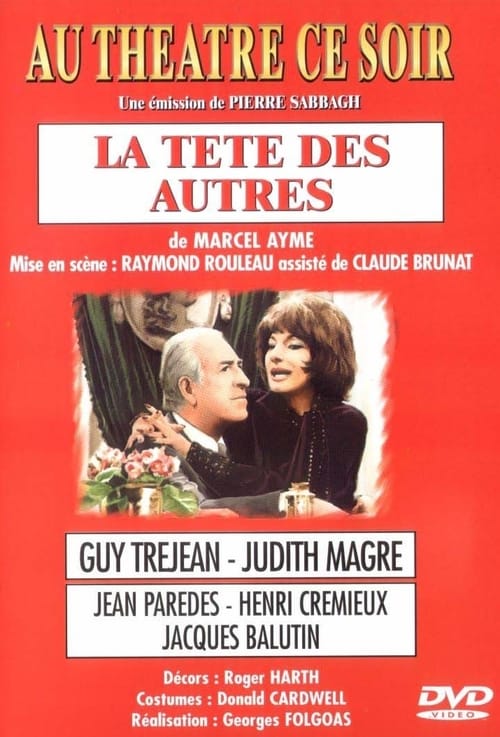 AU THEATRE CE SOIR
Une émission de PIERRE SABBAGH
LA TETE DES
AUTRES
de MARCEL AYME
Mise en scène : RAYMOND ROULEAU assisté de CLAUDE BRUNAT
GUY TREJEAN - JUDITH MAGRE
JEAN PAREDES - HENRI CREMIEUX
JACQUES BALUTIN
Décors : Roger HARTH
Costumes : Donald CARDWELL
Réalisation : Georges FOLGOAS
DVD
VIDEO